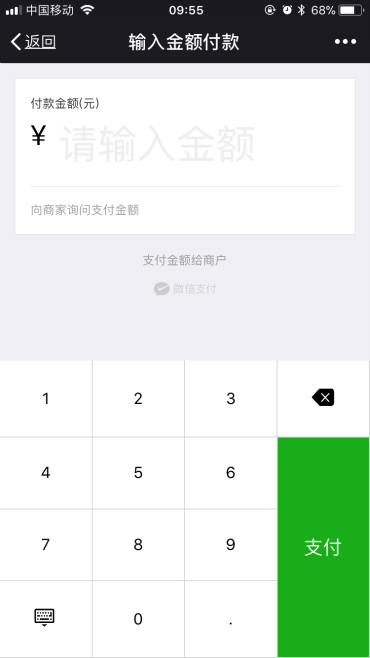 中国移动 09:55 68%
返回 输入金额付款
付款金额(元)
¥ 请输入金额
向商家询问支付金额
支付金额给商户
微信支付
1 2 3
4 5 6
支付
7 8 9
0 .